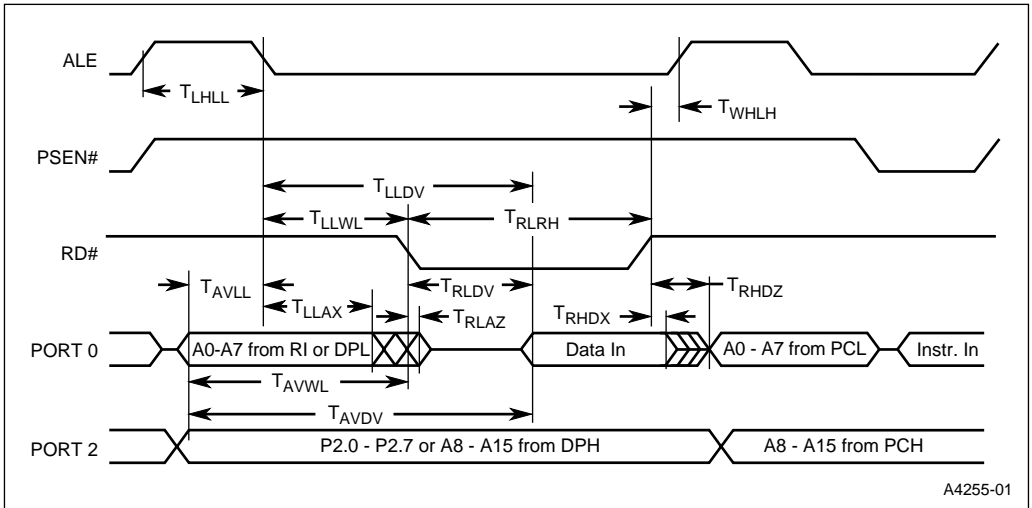 ALE
TLHLL
TWHLH
PSEN#
TLLDV
TLLWL
TRLRH
RD#
TAVLL
TRLDV
TRHDZ
TLLAX
TRLAZ
TRHDX
PORT 0
A0-A7 from RI or DPL
Data In
A0 - A7 from PCL
Instr. In
TAVWL
TAVDV
PORT 2
P2.0 - P2.7 or A8 - A15 from DPH
A8 - A15 from PCH
A4255-01